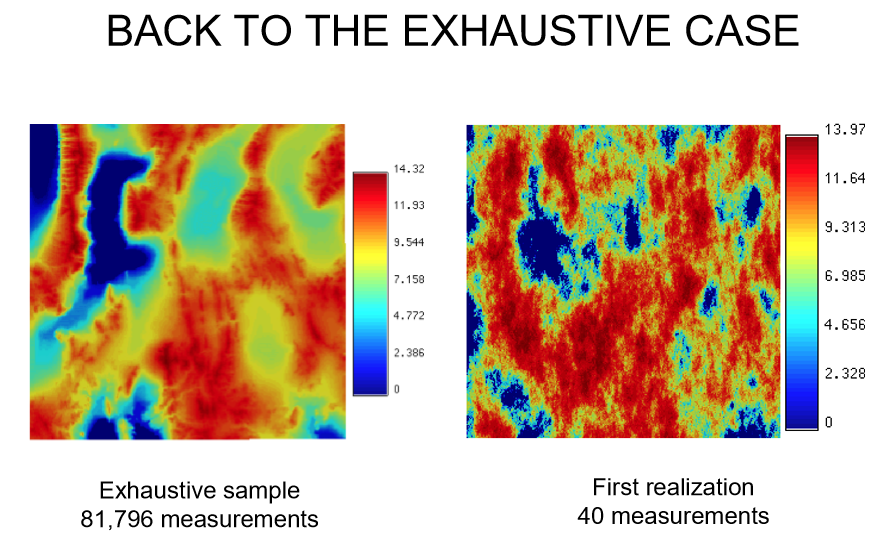 BACK TO THE EXHAUSTIVE CASE
14.32
11.93
9.544
7.158
4.772
2.386
0
13.97
11.64
9.313
6.985
4.656
2.328
0
Exhaustive sample
81,796 measurements
First realization
40 measurements